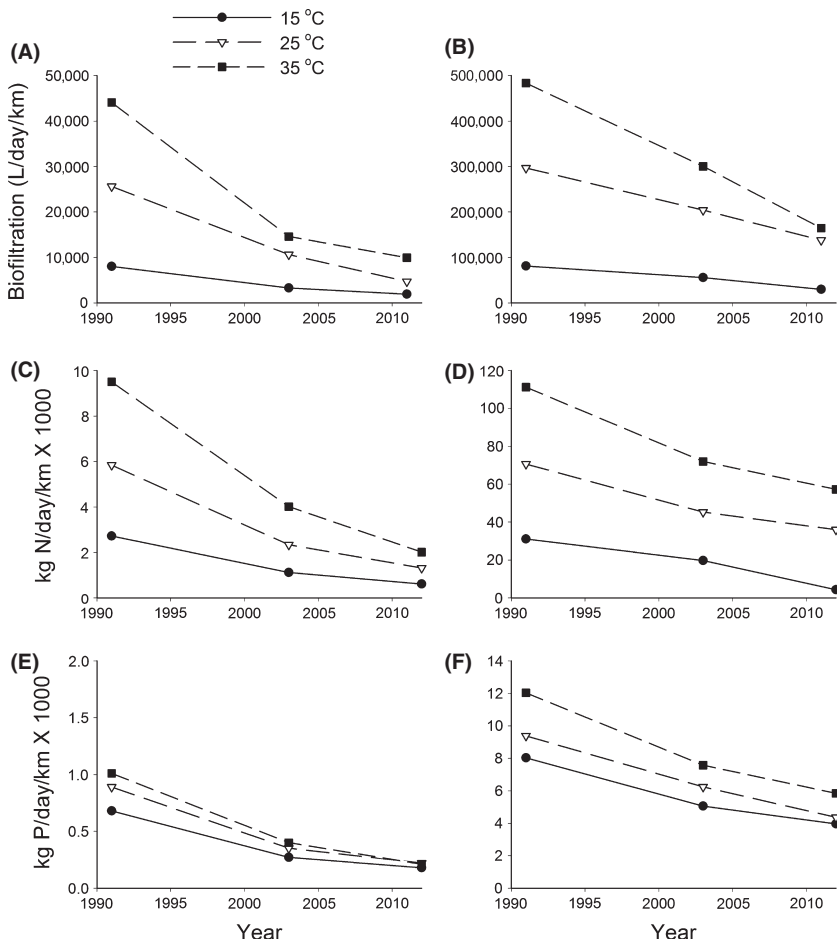 15 °C
25 °C
35 °C
(A)
(B)
Biofiltration (L/day/km)
50,000
40,000
30,000
20,000
10,000
0
1990 1995 2000 2005 2010
500,000
400,000
300,000
200,000
100,000
0
1990 1995 2000 2005 2010
(C)
(D)
kg N/day/km X 1000
10
8
6
4
2
0
1990 1995 2000 2005 2010
120
100
80
60
40
20
0
1990 1995 2000 2005 2010
(E)
(F)
kg P/day/km X 1000
2.0
1.5
1.0
0.5
0.0
1990 1995 2000 2005 2010
Year
14
12
10
8
6
4
2
0
1990 1995 2000 2005 2010
Year